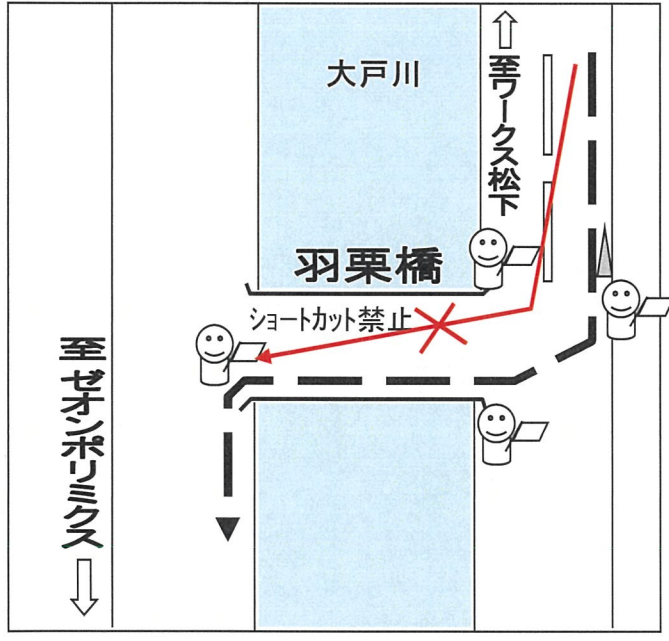 大戸川
至ワークス松下
羽栗橋
ショートカット禁止
至 ゼオンポリミクス